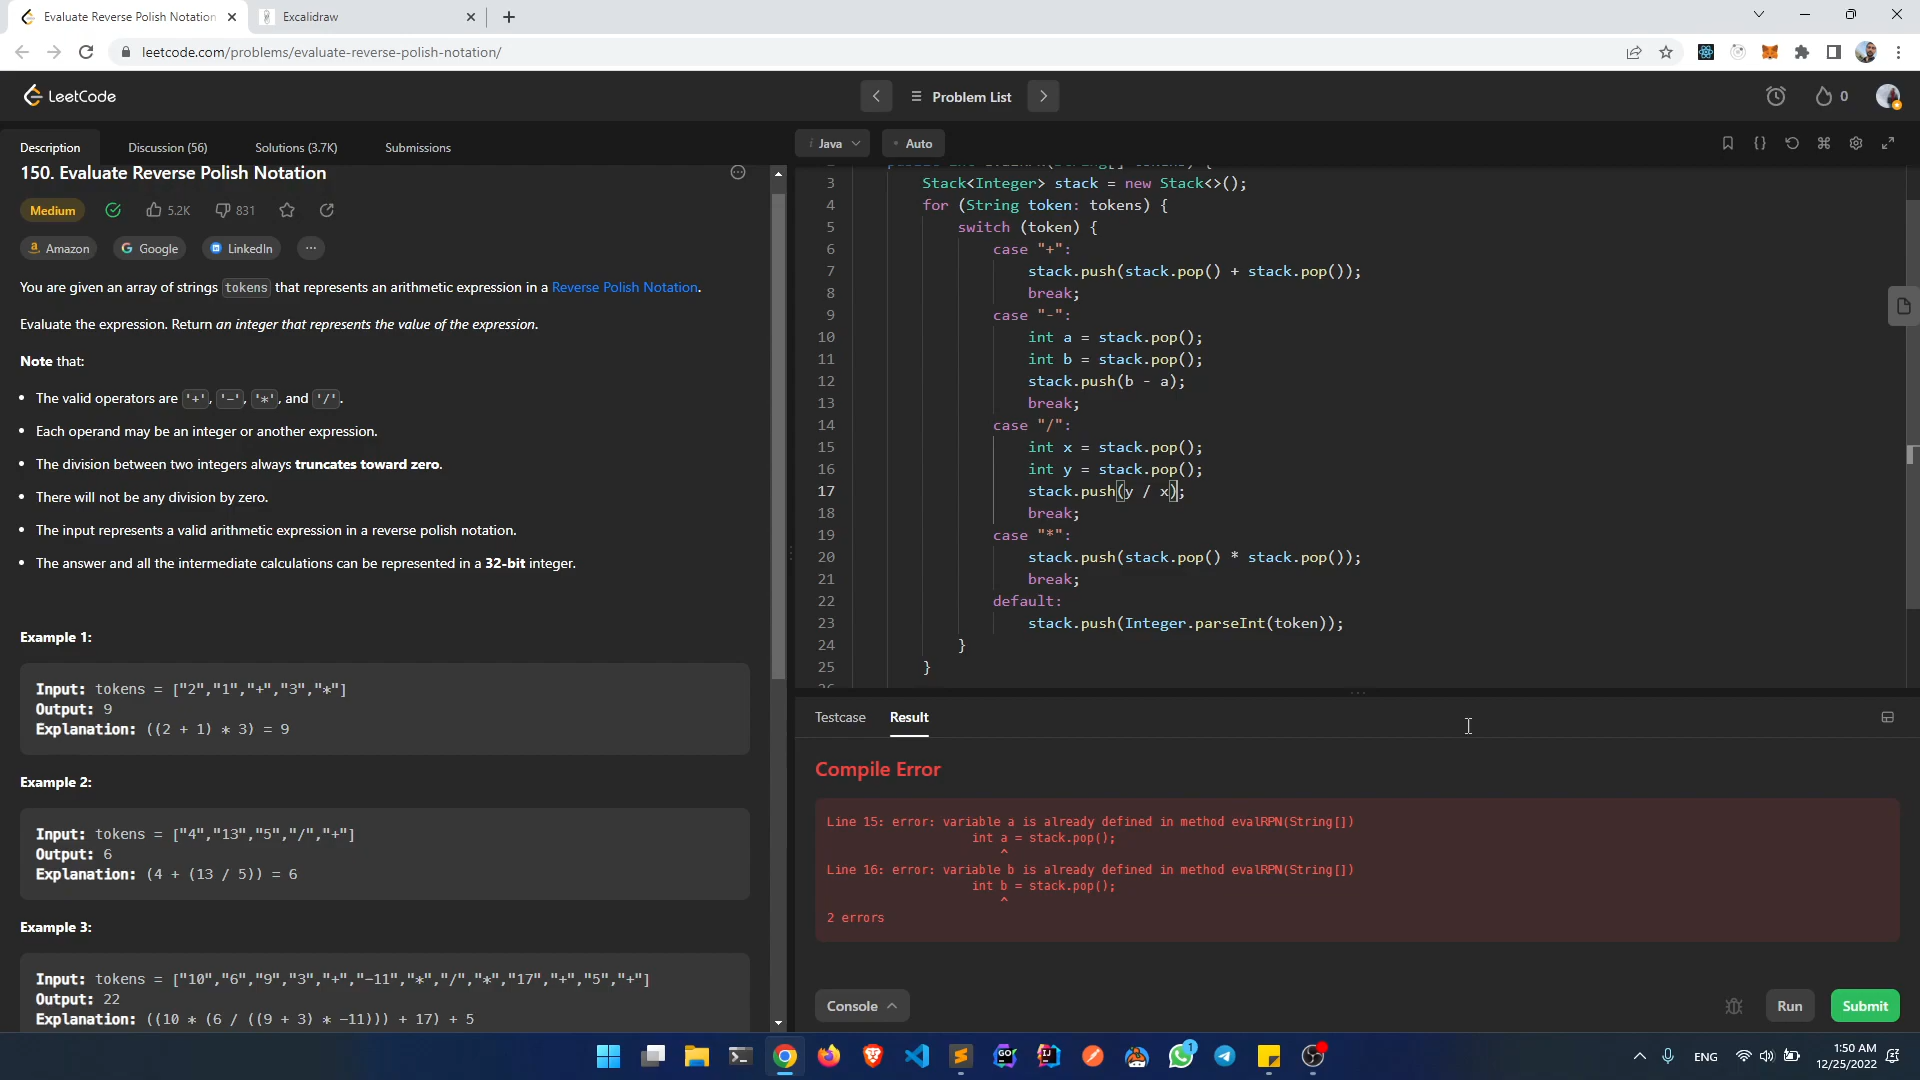 Evaluate Reverse Polish Notation
Excalidraw
leetcode.com/problems/evaluate-reverse-polish-notation/
LeetCode
Problem List
0
Description
Discussion (56)
Solutions (3.7K)
Submissions
Java
Auto
150. Evaluate Reverse Polish Notation
Medium
5.2K
831
Amazon
Google
LinkedIn
You are given an array of strings tokens that represents an arithmetic expression in a Reverse Polish Notation.
Evaluate the expression. Return an integer that represents the value of the expression.
Note that:
• The valid operators are '+', '-', '*', and '/'.
• Each operand may be an integer or another expression.
• The division between two integers always truncates toward zero.
• There will not be any division by zero.
• The input represents a valid arithmetic expression in a reverse polish notation.
• The answer and all the intermediate calculations can be represented in a 32-bit integer.
Example 1:
Input: tokens = ["2","1","+","3","*"]
Output: 9
Explanation: ((2 + 1) * 3) = 9
Example 2:
Input: tokens = ["4","13","5","/","+"]
Output: 6
Explanation: (4 + (13 / 5)) = 6
Example 3:
Input: tokens = ["10","6","9","3","+","-11","*","/","*","17","+","5","+"]
Output: 22
Explanation: ((10 * (6 / ((9 + 3) * -11))) + 17) + 5
3 Stack<Integer> stack = new Stack<>();
4 for (String token: tokens) {
5 switch (token) {
6 case "+":
7 stack.push(stack.pop() + stack.pop());
8 break;
9 case "-":
10 int a = stack.pop();
11 int b = stack.pop();
12 stack.push(b - a);
13 break;
14 case "/":
15 int x = stack.pop();
16 int y = stack.pop();
17 stack.push(y / x);
18 break;
19 case "*":
20 stack.push(stack.pop() * stack.pop());
21 break;
22 default:
23 stack.push(Integer.parseInt(token));
24 }
25 }
Testcase
Result
Compile Error
Line 15: error: variable a is already defined in method evalRPN(String[])
int a = stack.pop();
^
Line 16: error: variable b is already defined in method evalRPN(String[])
int b = stack.pop();
^
2 errors
Console
Run
Submit
ENG
1:50 AM
12/25/2022